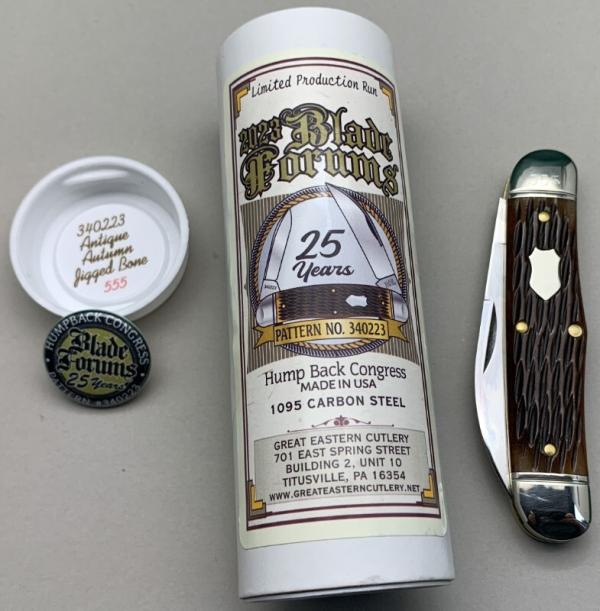 340223
Antique
Autumn
Jigged Bone
555
HUMPBACK CONGRESS
Blade
Forums
25 Years
PATTERN #340223
Limited Production Run
2023 Blade
Forums
25
Years
PATTERN NO. 340223
Hump Back Congress
MADE IN USA
1095 CARBON STEEL
GREAT EASTERN CUTLERY
701 EAST SPRING STREET
BUILDING 2, UNIT 10
TITUSVILLE, PA 16354
WWW.GREATEASTERNCUTLERY.NET